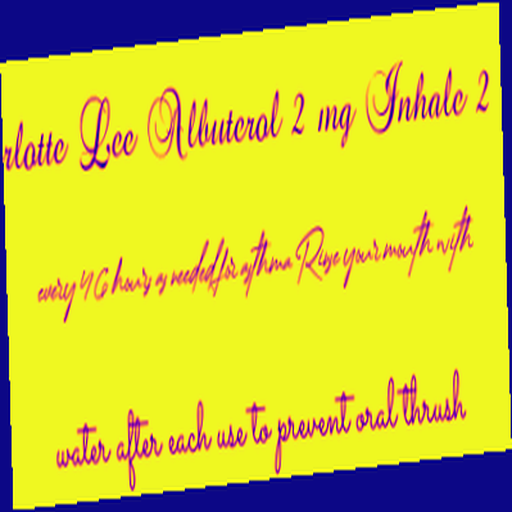 rlotte Lee Albuterol 2 mg Inhale 2
every 4 6 hours as needed for asthma Rinse your mouth with
water after each use to prevent oral thrush